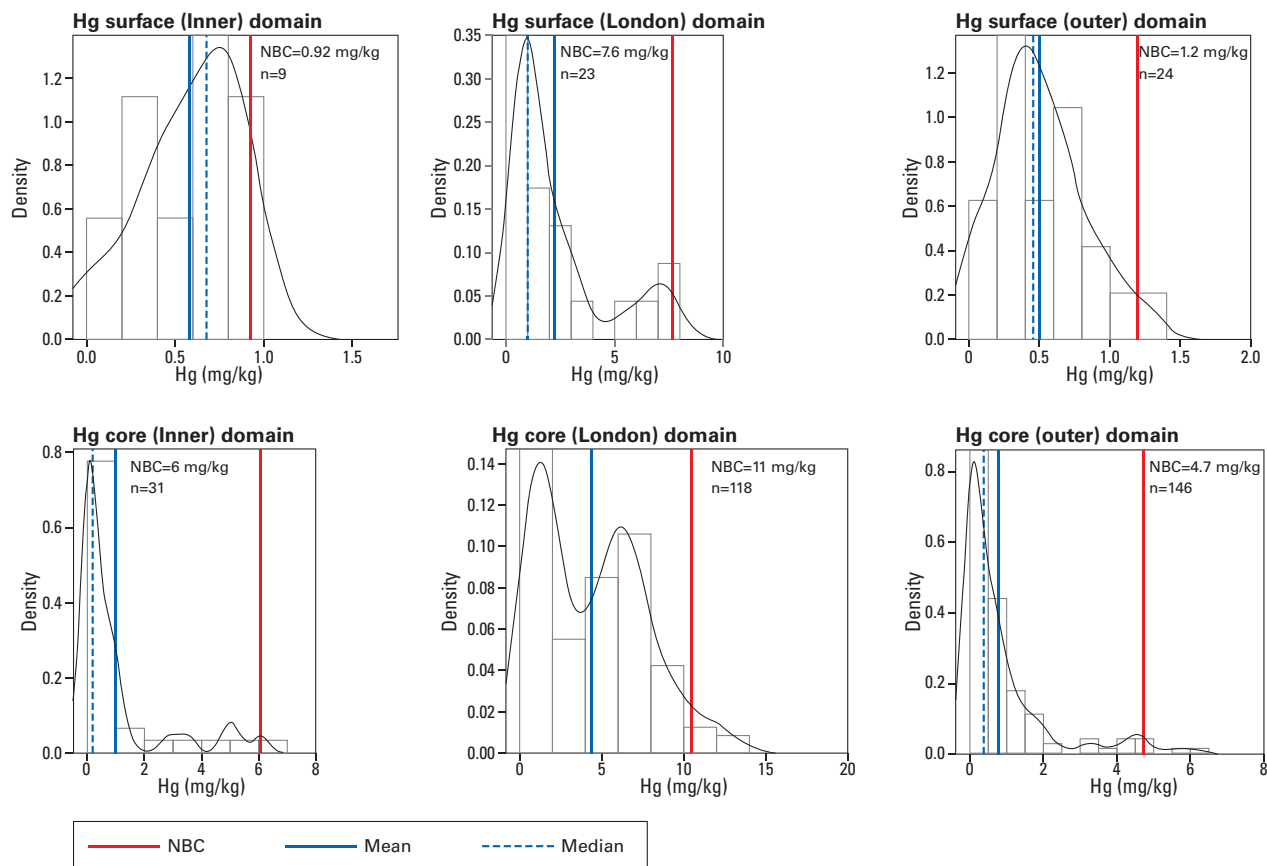 Hg surface (Inner) domain
NBC=0.92 mg/kg
n=9
Density
1.2
1.0
0.8
0.6
0.4
0.2
0.0
0.0 0.5 1.0 1.5
Hg (mg/kg)
Hg surface (London) domain
NBC=7.6 mg/kg
n=23
Density
0.35
0.30
0.25
0.20
0.15
0.10
0.05
0.00
0 5 10
Hg (mg/kg)
Hg surface (outer) domain
NBC=1.2 mg/kg
n=24
Density
1.2
1.0
0.8
0.6
0.4
0.2
0.0
0 0.5 1.0 1.5 2.0
Hg (mg/kg)
Hg core (Inner) domain
NBC=6 mg/kg
n=31
Density
0.8
0.6
0.4
0.2
0.0
0 2 4 6 8
Hg (mg/kg)
Hg core (London) domain
NBC=11 mg/kg
n=118
Density
0.14
0.12
0.10
0.08
0.06
0.04
0.02
0.00
0 5 10 15 20
Hg (mg/kg)
Hg core (outer) domain
NBC=4.7 mg/kg
n=146
Density
0.8
0.6
0.4
0.2
0.0
0 2 4 6 8
Hg (mg/kg)
NBC Mean Median